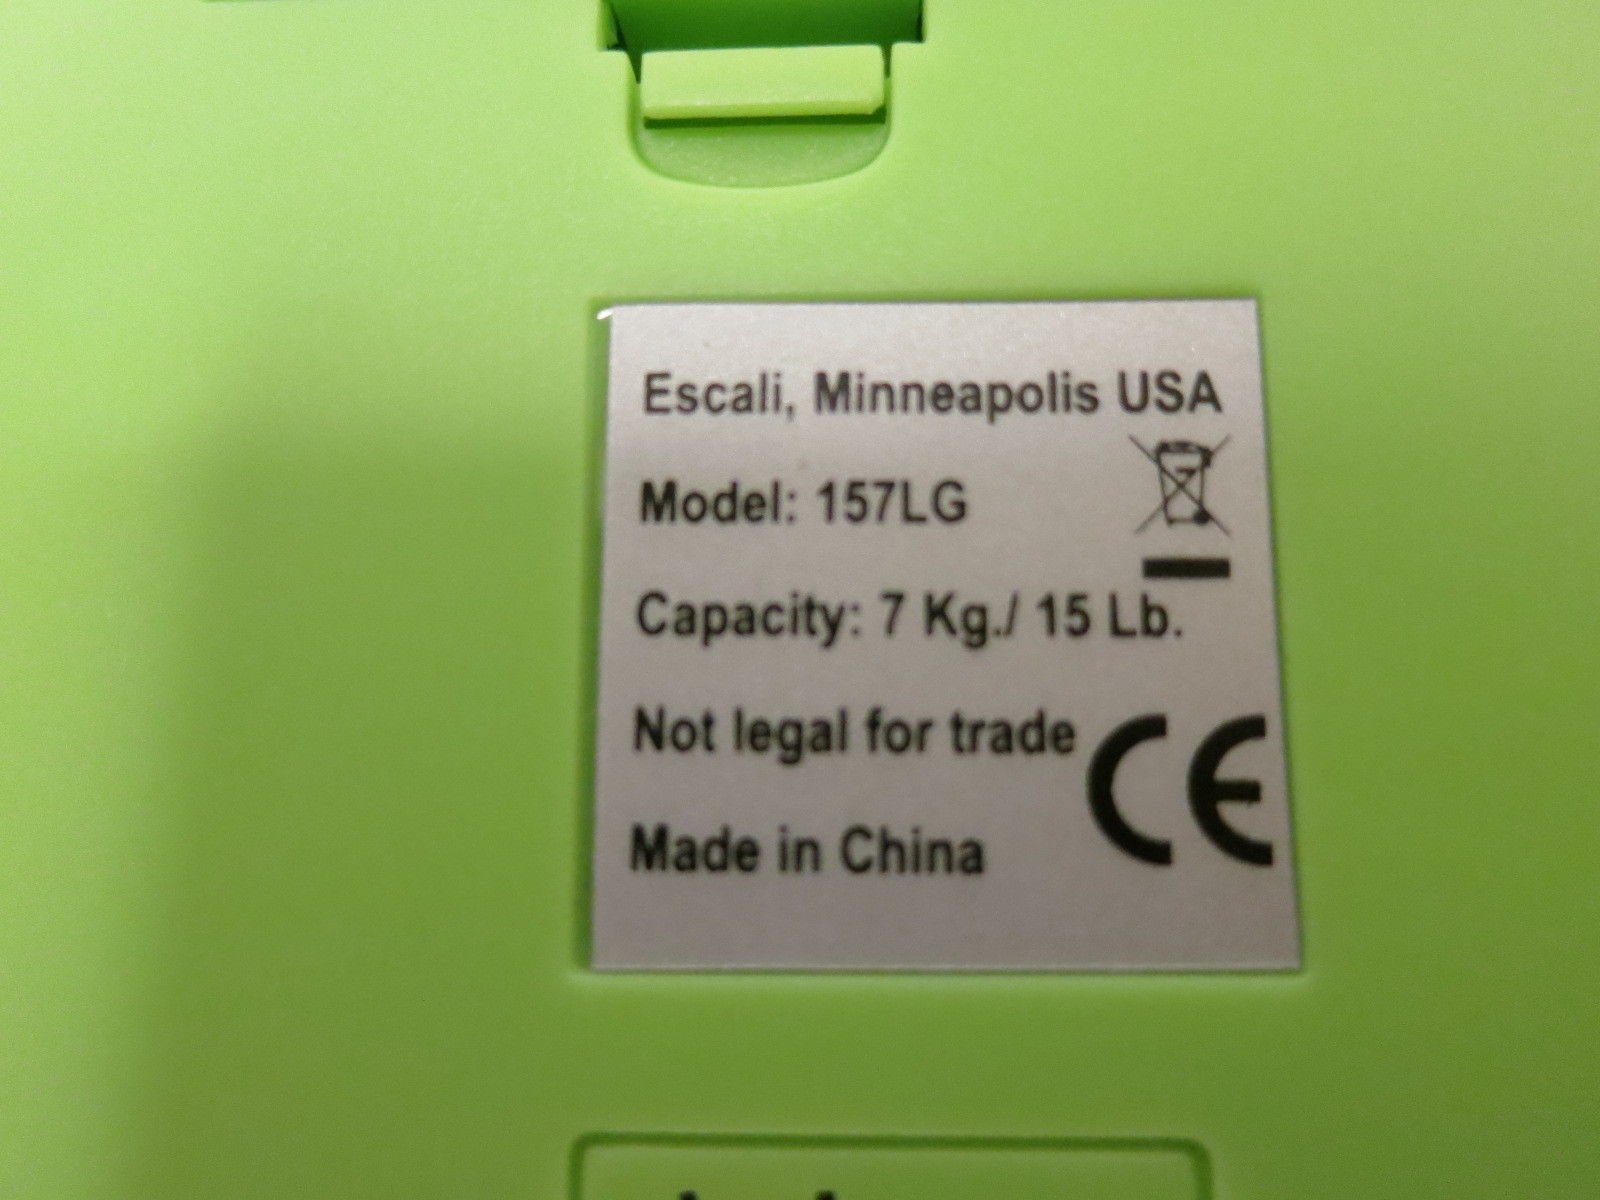 Escali, Minneapolis USA
Model: 157LG
Capacity: 7 Kg./ 15 Lb.
Not legal for trade
CE
Made in China